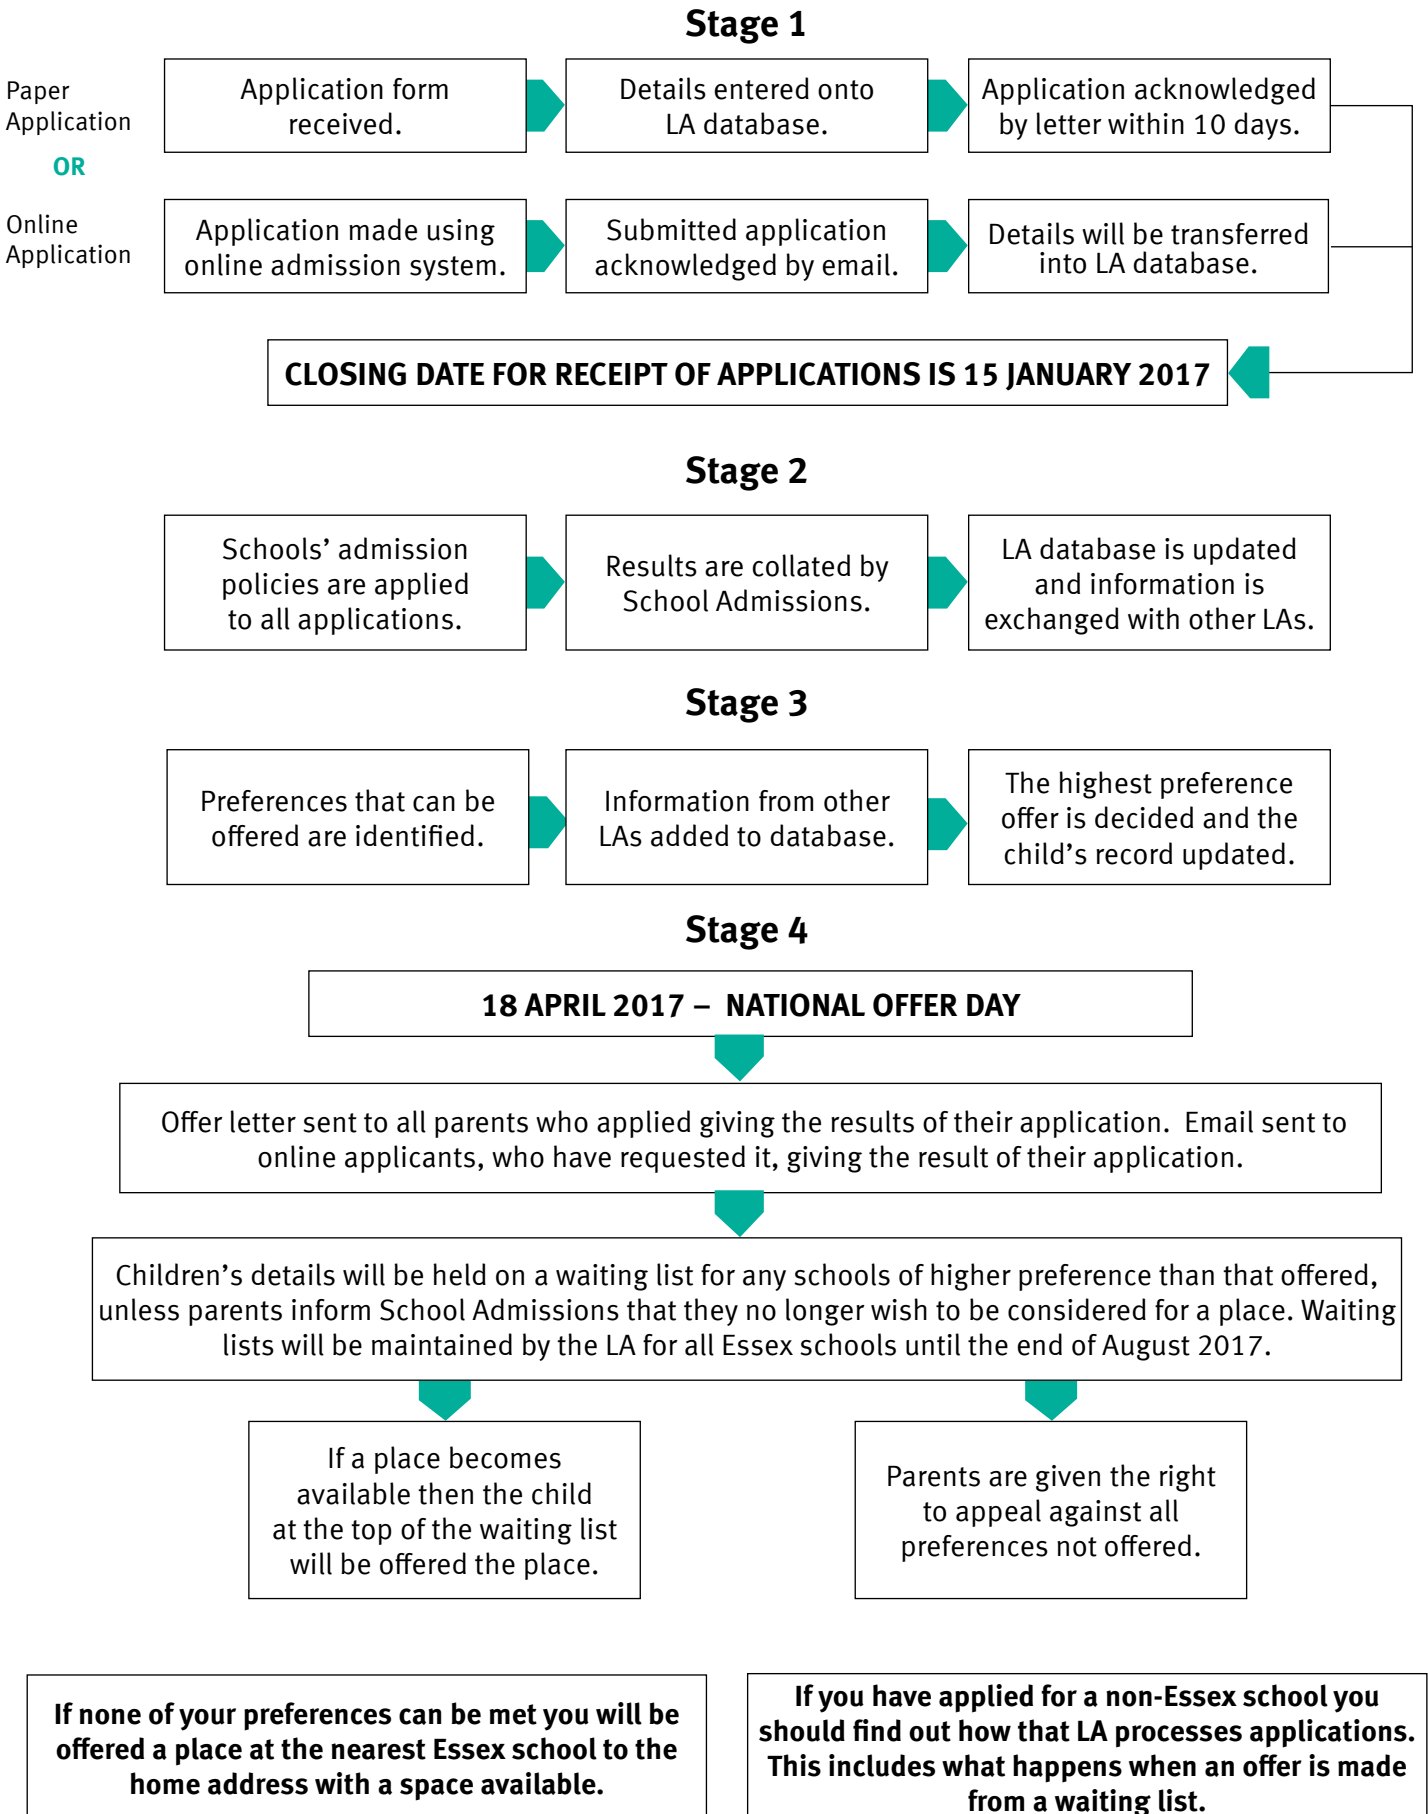 Stage 1
Paper
Application
Application form
received.
Details entered onto
LA database.
Application acknowledged
by letter within 10 days.
OR
Online
Application
Application made using
online admission system.
Submitted application
acknowledged by email.
Details will be transferred
into LA database.
CLOSING DATE FOR RECEIPT OF APPLICATIONS IS 15 JANUARY 2017
Stage 2
Schools’ admission
policies are applied
to all applications.
Results are collated by
School Admissions.
LA database is updated
and information is
exchanged with other LAs.
Stage 3
Preferences that can be
offered are identified.
Information from other
LAs added to database.
The highest preference
offer is decided and the
child’s record updated.
Stage 4
18 APRIL 2017 – NATIONAL OFFER DAY
Offer letter sent to all parents who applied giving the results of their application. Email sent to
online applicants, who have requested it, giving the result of their application.
Children’s details will be held on a waiting list for any schools of higher preference than that offered,
unless parents inform School Admissions that they no longer wish to be considered for a place. Waiting
lists will be maintained by the LA for all Essex schools until the end of August 2017.
If a place becomes
available then the child
at the top of the waiting list
will be offered the place.
Parents are given the right
to appeal against all
preferences not offered.
If none of your preferences can be met you will be
offered a place at the nearest Essex school to the
home address with a space available.
If you have applied for a non-Essex school you
should find out how that LA processes applications.
This includes what happens when an offer is made
from a waiting list.